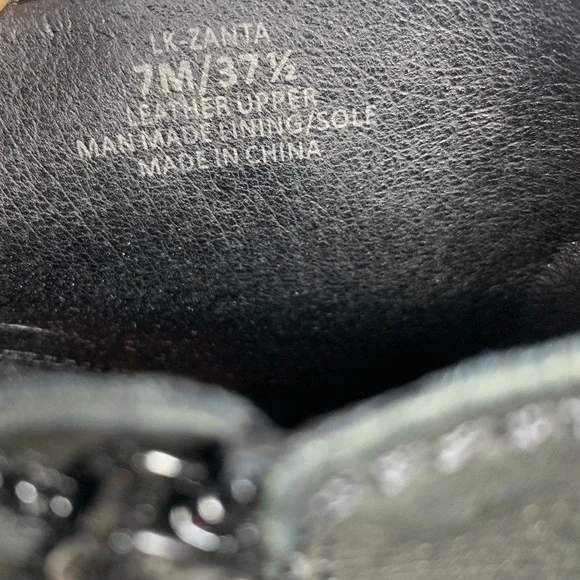 LK-ZANTA
7M/37½
LEATHER UPPER
MAN MADE LINING/SOLE
MADE IN CHINA